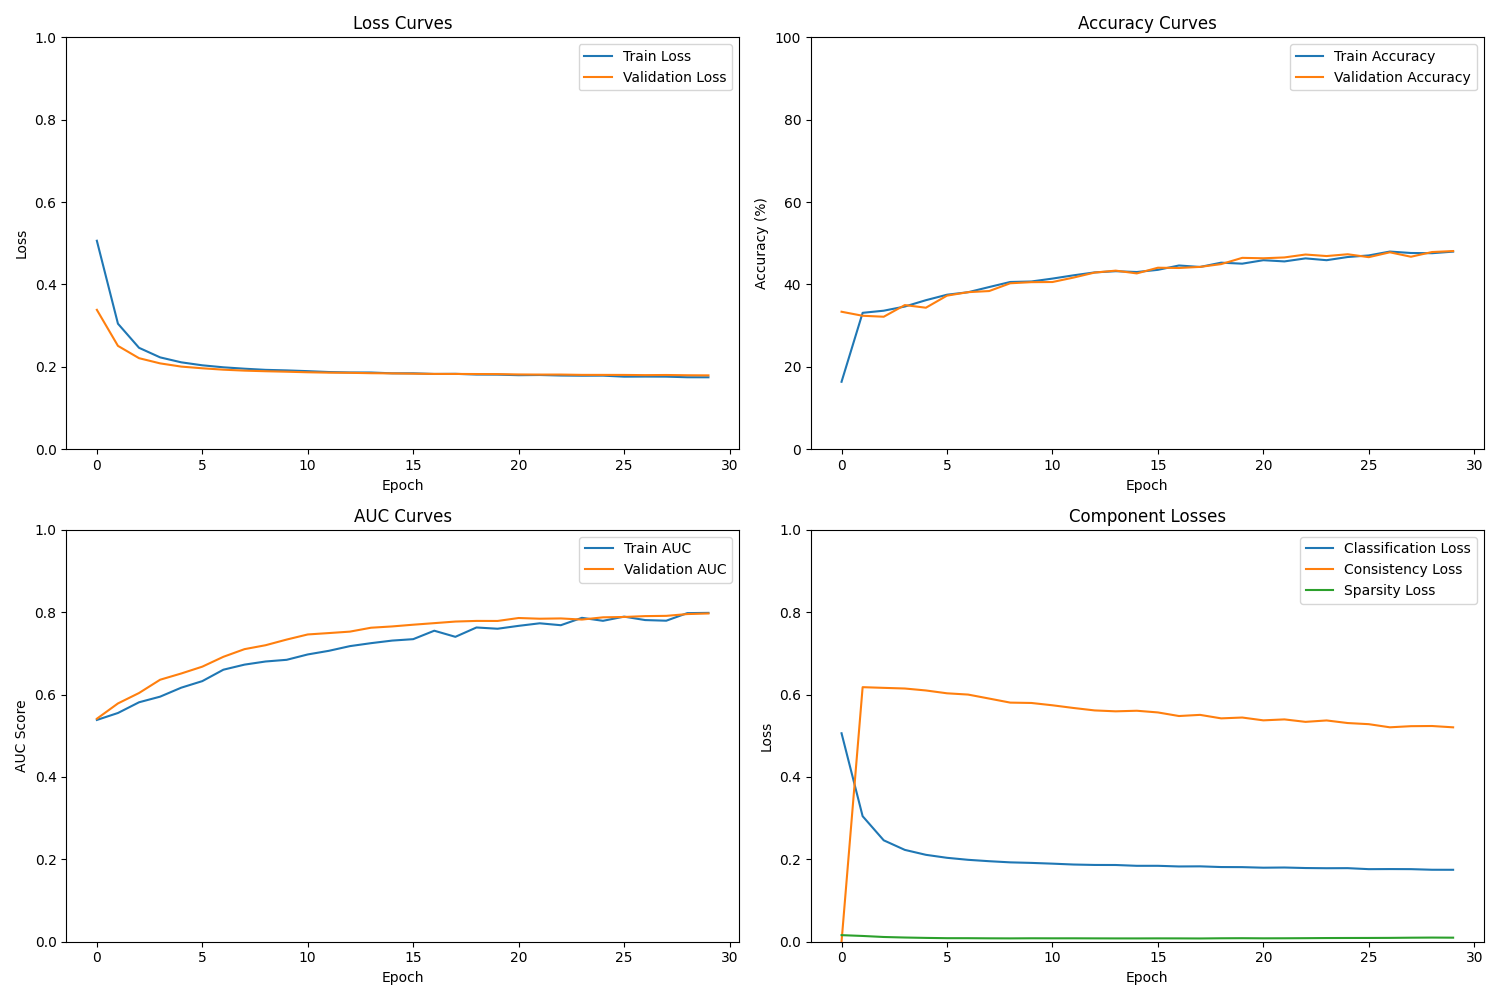 Loss Curves
1.0
0.8
0.6
0.4
0.2
0.0
Loss
Train Loss
Validation Loss
0 5 10 15 20 25 30
Epoch
Accuracy Curves
100
80
60
40
20
0
Accuracy (%)
Train Accuracy
Validation Accuracy
0 5 10 15 20 25 30
Epoch
AUC Curves
1.0
0.8
0.6
0.4
0.2
0.0
AUC Score
Train AUC
Validation AUC
0 5 10 15 20 25 30
Epoch
Component Losses
1.0
0.8
0.6
0.4
0.2
0.0
Loss
Classification Loss
Consistency Loss
Sparsity Loss
0 5 10 15 20 25 30
Epoch